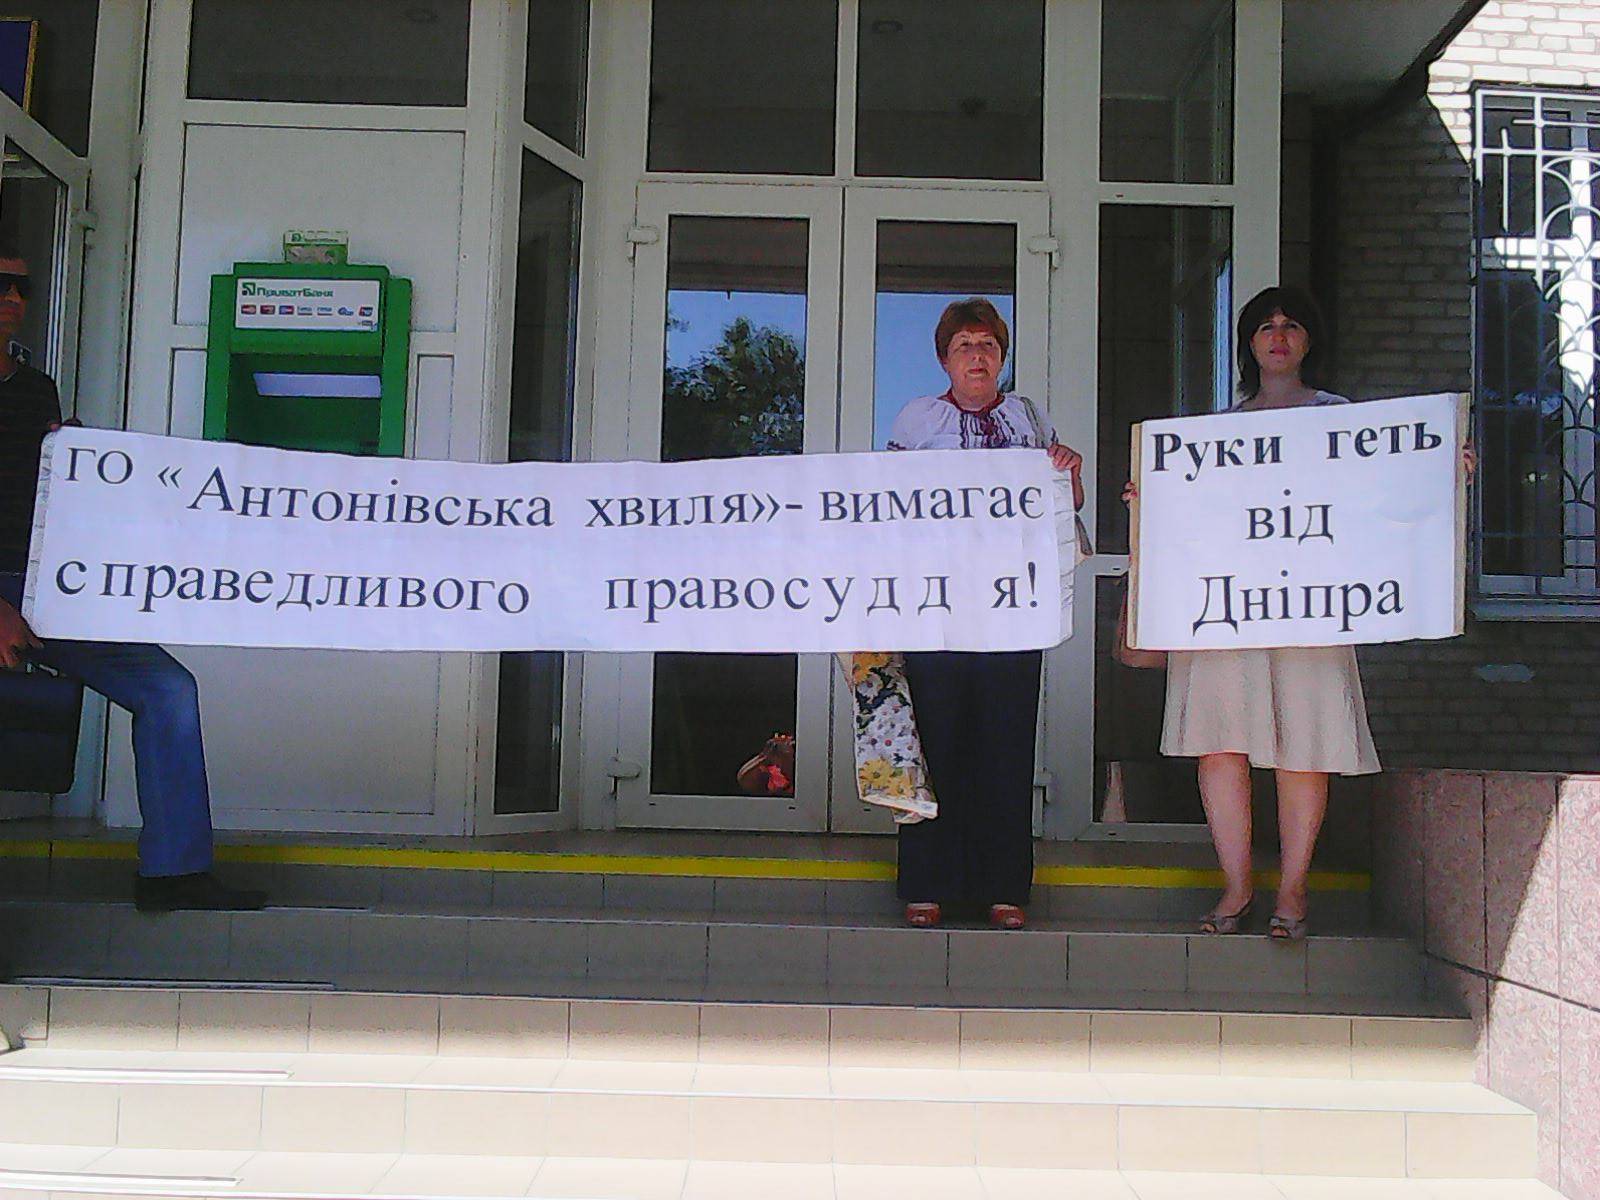 ПриватБанк
ГО «Антонівська хвиля»- вимагає
справедливого правосуддя!
Руки геть
від
Дніпра